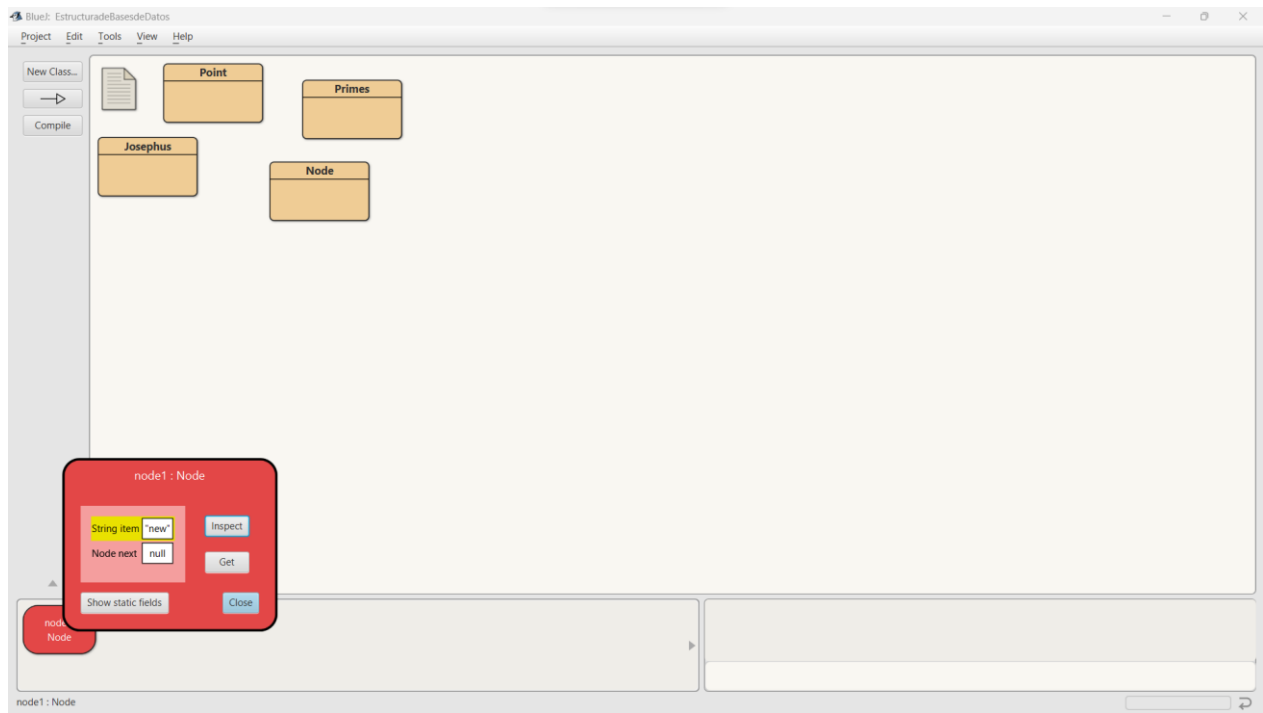 BlueJ: EstructuradeBasesdeDatos
Project Edit Tools View Help
New Class...
Compile
Point
Primes
Josephus
Node
node1 : Node
String item "new"
Node next null
Inspect
Get
Show static fields
Close
Node
node1 : Node